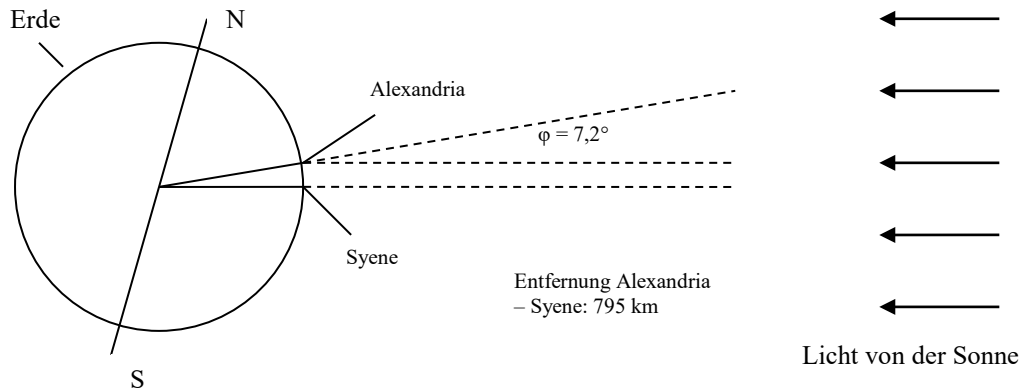 Erde
N
Alexandria
φ = 7,2°
Syene
Entfernung Alexandria
– Syene: 795 km
Licht von der Sonne
S